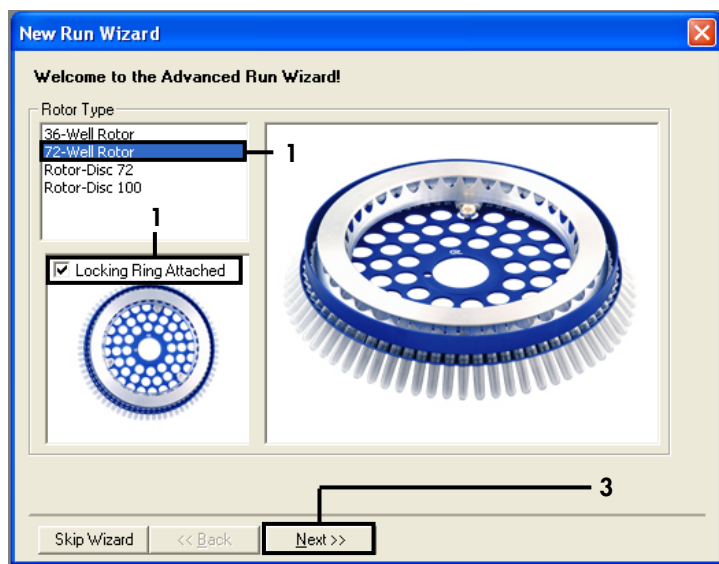 New Run Wizard
Welcome to the Advanced Run Wizard!
Rotor Type
36-Well Rotor
72-Well Rotor
Rotor-Disc 72
Rotor-Disc 100
1
1
Locking Ring Attached
3
Skip Wizard
<< Back
Next >>